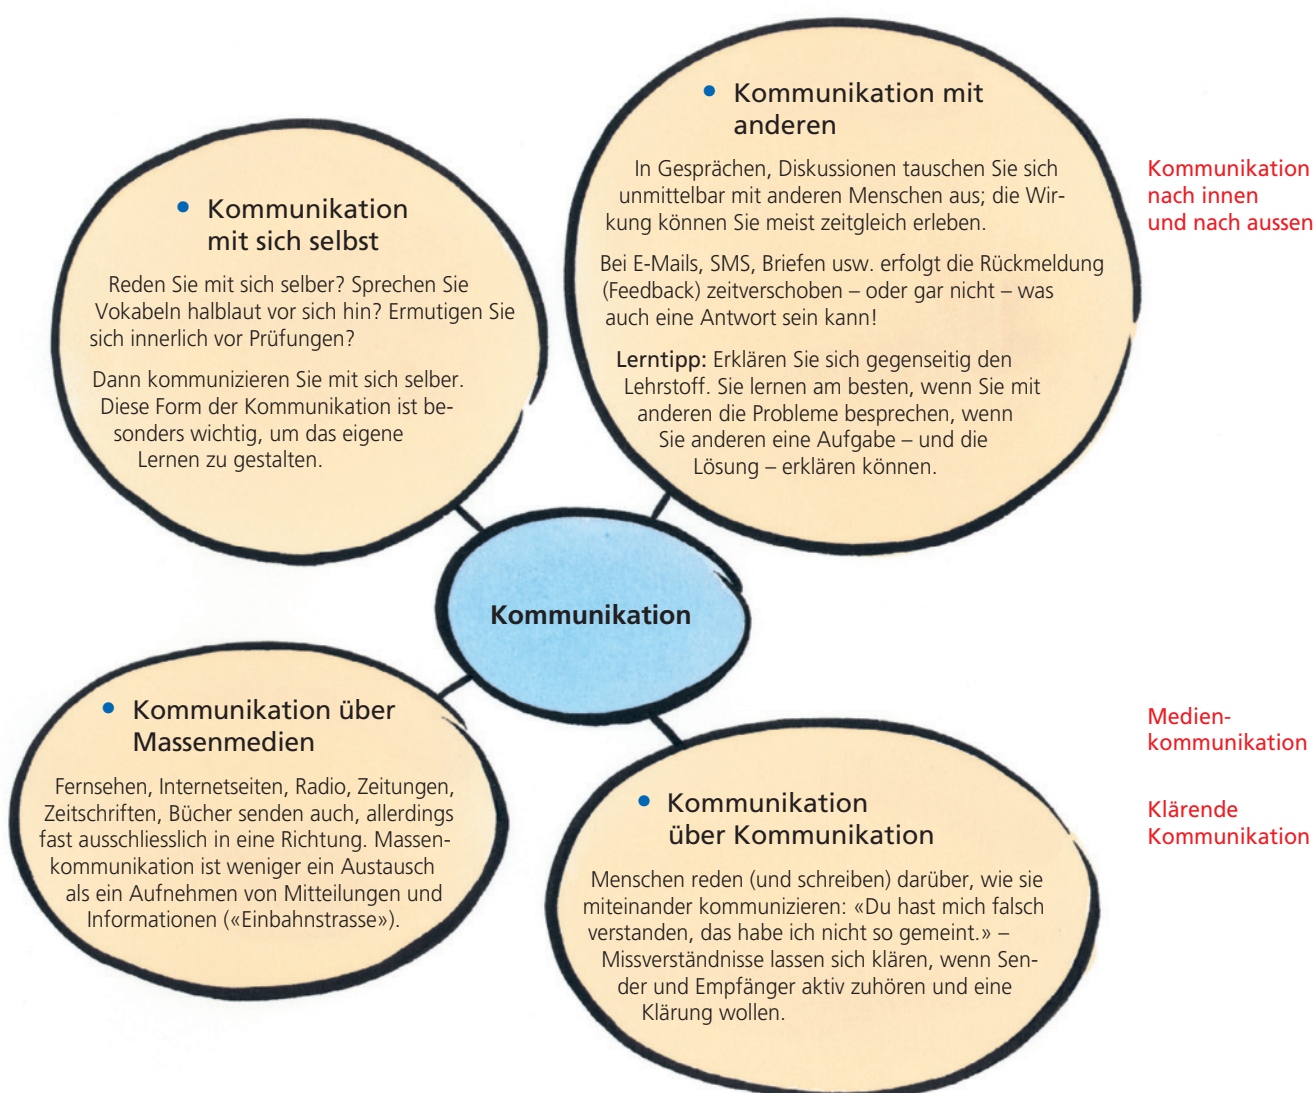 • Kommunikation
mit sich selbst
Reden Sie mit sich selber? Sprechen Sie
Vokabeln halblaut vor sich hin? Ermutigen Sie
sich innerlich vor Prüfungen?
Dann kommunizieren Sie mit sich selber.
Diese Form der Kommunikation ist be-
sonders wichtig, um das eigene
Lernen zu gestalten.
• Kommunikation mit
anderen
In Gesprächen, Diskussionen tauschen Sie sich
unmittelbar mit anderen Menschen aus; die Wir-
kung können Sie meist zeitgleich erleben.
Bei E-Mails, SMS, Briefen usw. erfolgt die Rückmeldung
(Feedback) zeitverschoben – oder gar nicht – was
auch eine Antwort sein kann!
Lerntipp: Erklären Sie sich gegenseitig den
Lehrstoff. Sie lernen am besten, wenn Sie mit
anderen die Probleme besprechen, wenn
Sie anderen eine Aufgabe – und die
Lösung – erklären können.
Kommunikation
nach innen
und nach aussen
Kommunikation
• Kommunikation über
Massenmedien
Fernsehen, Internetseiten, Radio, Zeitungen,
Zeitschriften, Bücher senden auch, allerdings
fast ausschliesslich in eine Richtung. Massen-
kommunikation ist weniger ein Austausch
als ein Aufnehmen von Mitteilungen und
Informationen («Einbahnstrasse»).
• Kommunikation
über Kommunikation
Menschen reden (und schreiben) darüber, wie sie
miteinander kommunizieren: «Du hast mich falsch
verstanden, das habe ich nicht so gemeint.» –
Missverständnisse lassen sich klären, wenn Sen-
der und Empfänger aktiv zuhören und eine
Klärung wollen.
Medien-
kommunikation
Klärende
Kommunikation